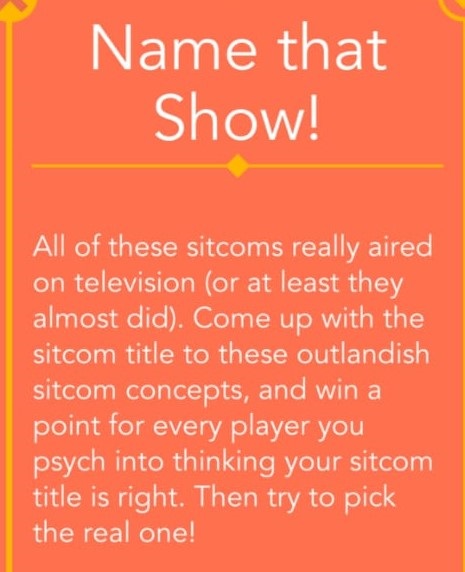 Name that
Show!
All of these sitcoms really aired
on television (or at least they
almost did). Come up with the
sitcom title to these outlandish
sitcom concepts, and win a
point for every player you
psych into thinking your sitcom
title is right. Then try to pick
the real one!